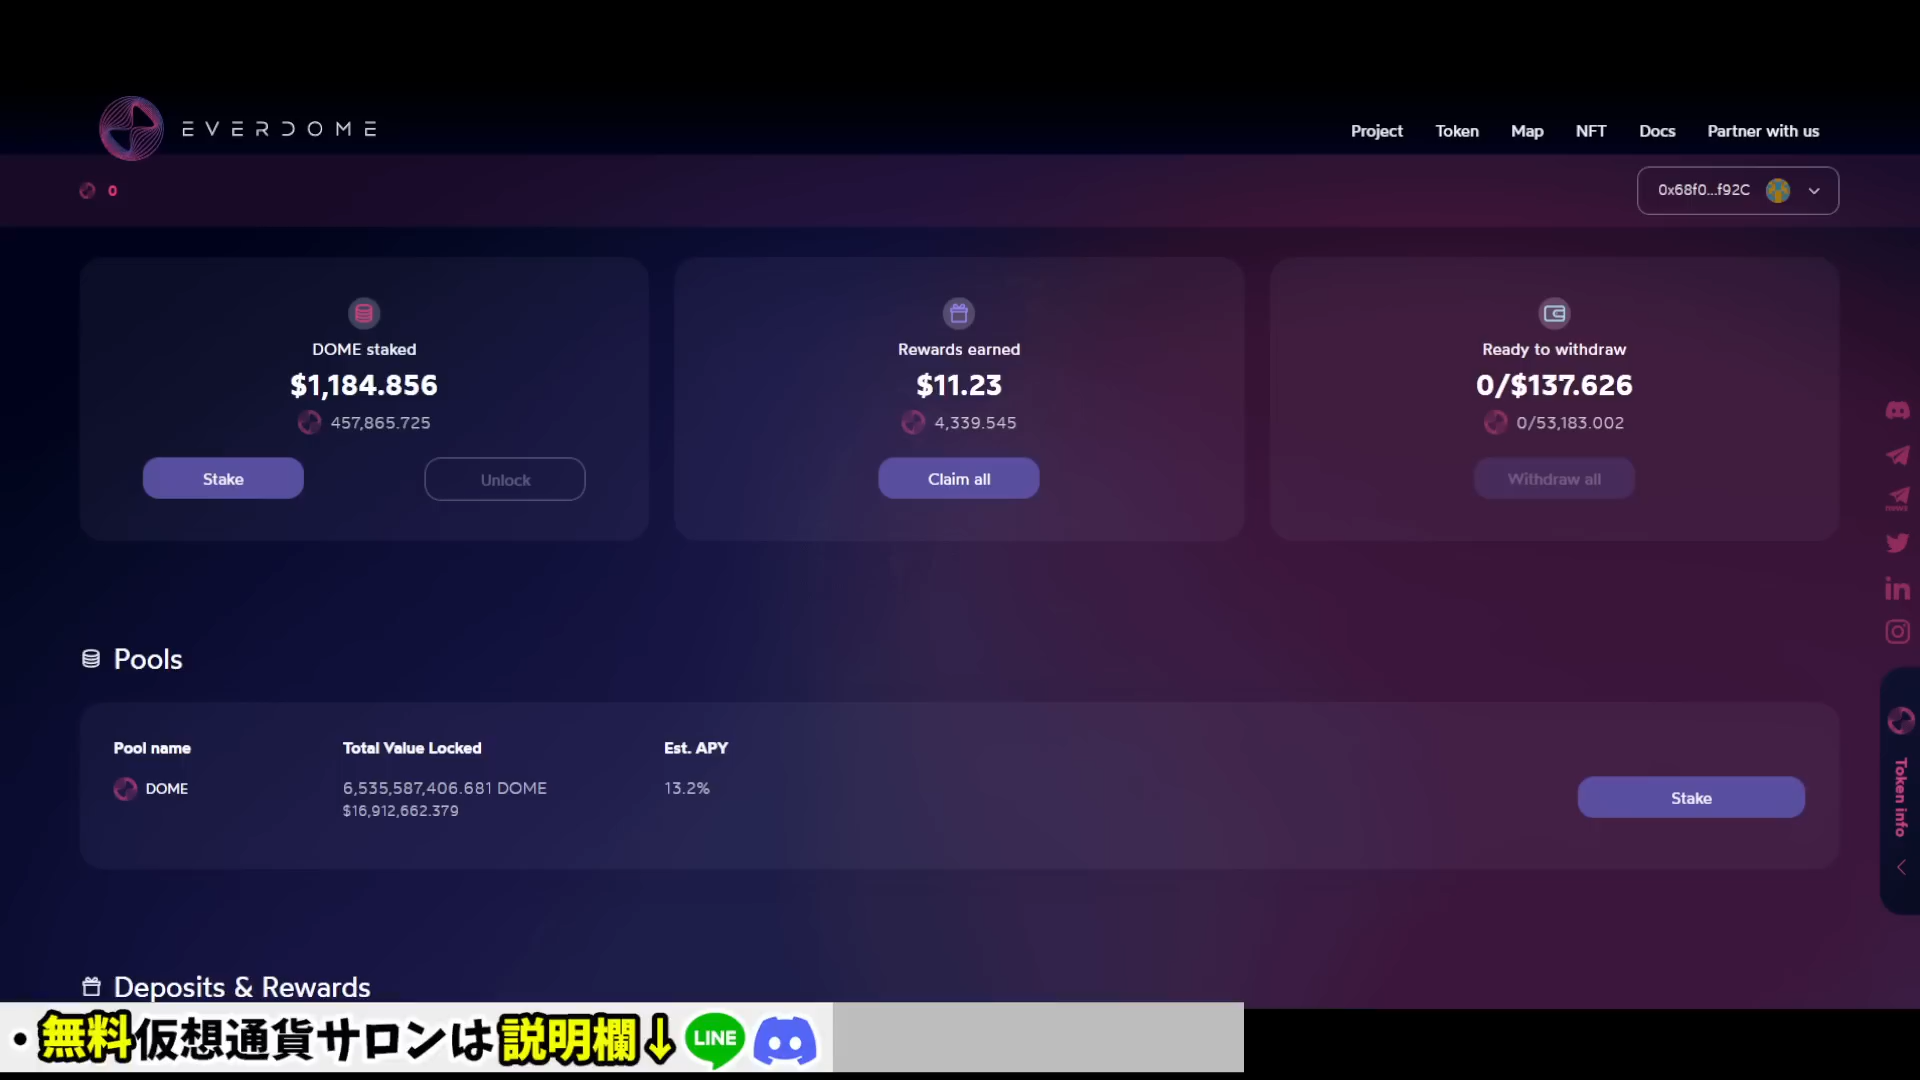 EVERDOME
Project Token Map NFT Docs Partner with us
0
0x68f0...f92C
DOME staked
$1,184.856
457,865.725
Stake Unlock
Rewards earned
$11.23
4,339.545
Claim all
Ready to withdraw
0/$137.626
0/53,183.002
Withdraw all
news
in
Pools
Pool name Total Value Locked Est. APY
DOME 6,535,587,406.681 DOME 13.2%
$16,912,662.379
Stake
Token info
Deposits & Rewards
・無料仮想通貨サロンは説明欄↓ LINE